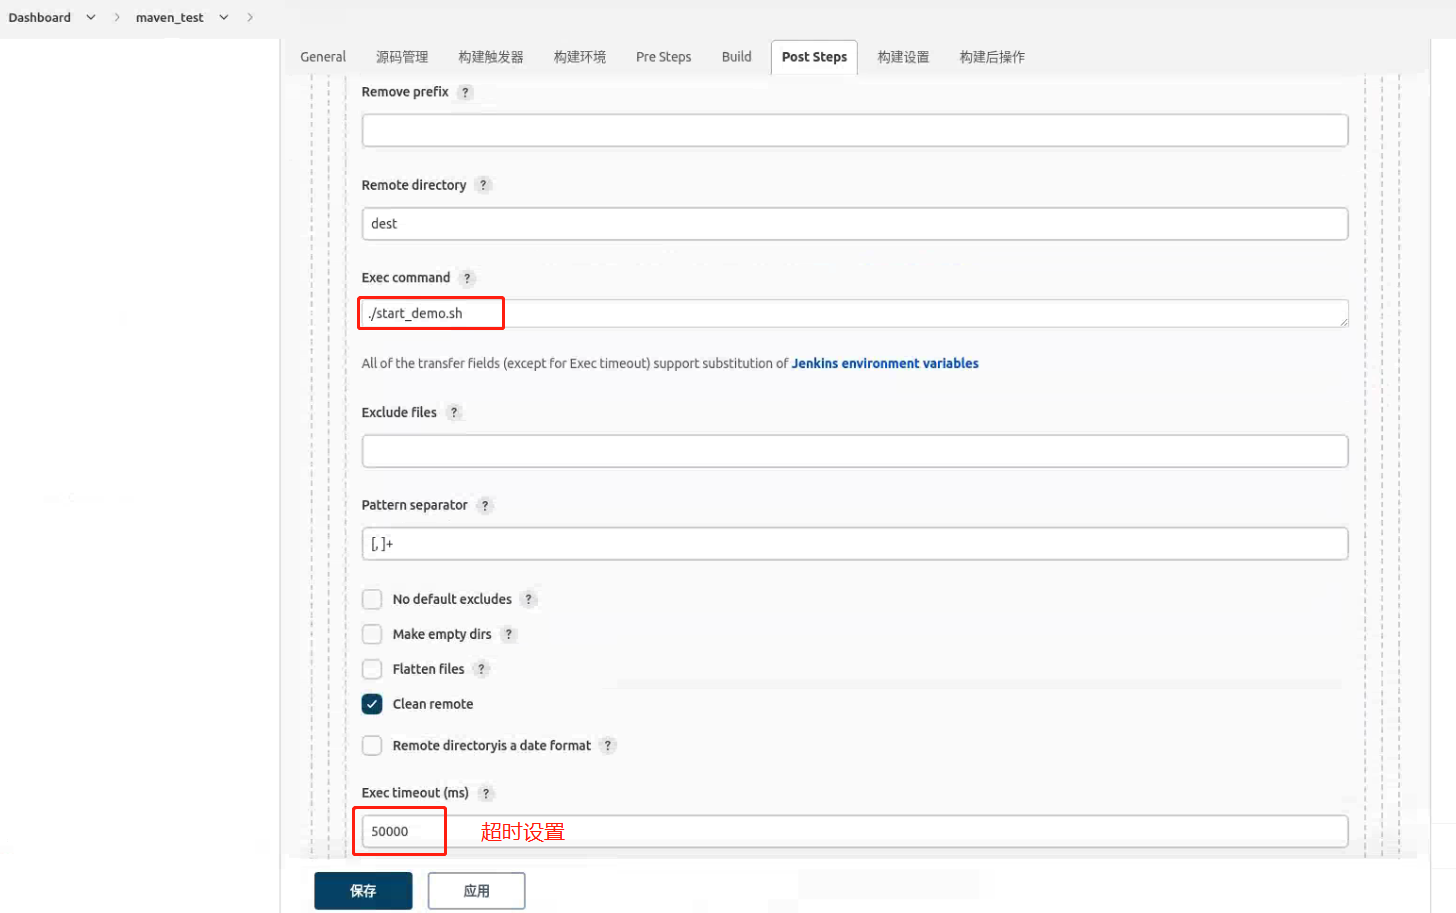 Dashboard maven_test
General 源码管理 构建触发器 构建环境 Pre Steps Build Post Steps 构建设置 构建后操作
Remove prefix ?
Remote directory ?
dest
Exec command ?
./start_demo.sh
All of the transfer fields (except for Exec timeout) support substitution of Jenkins environment variables
Exclude files ?
Pattern separator ?
[, ]+
No default excludes ?
Make empty dirs ?
Flatten files ?
Clean remote
Remote directoryis a date format ?
Exec timeout (ms) ?
50000 超时设置
保存 应用